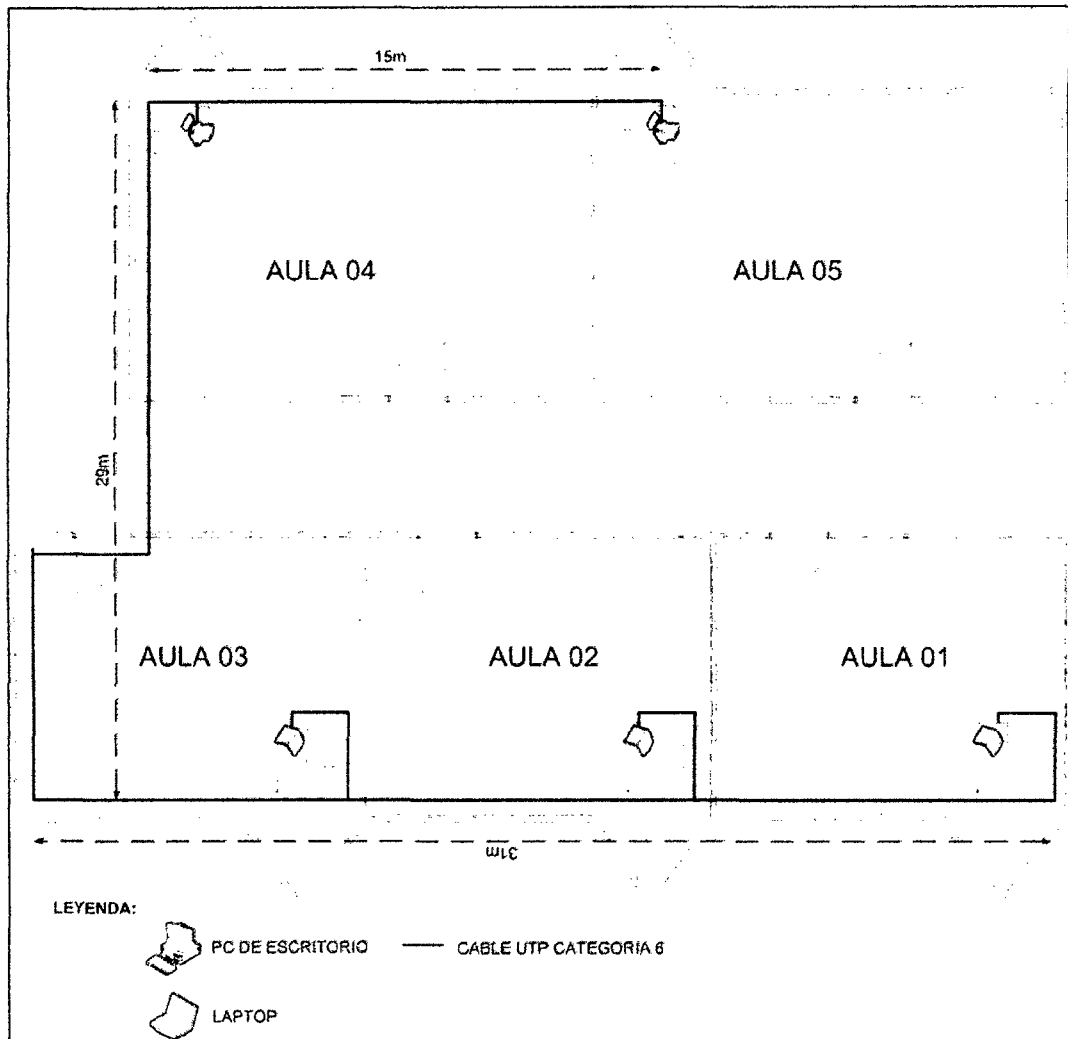 15m
AULA 04
AULA 05
29m
AULA 03
AULA 02
AULA 01
31m
LEYENDA:
PC DE ESCRITORIO
CABLE UTP CATEGORIA 6
LAPTOP